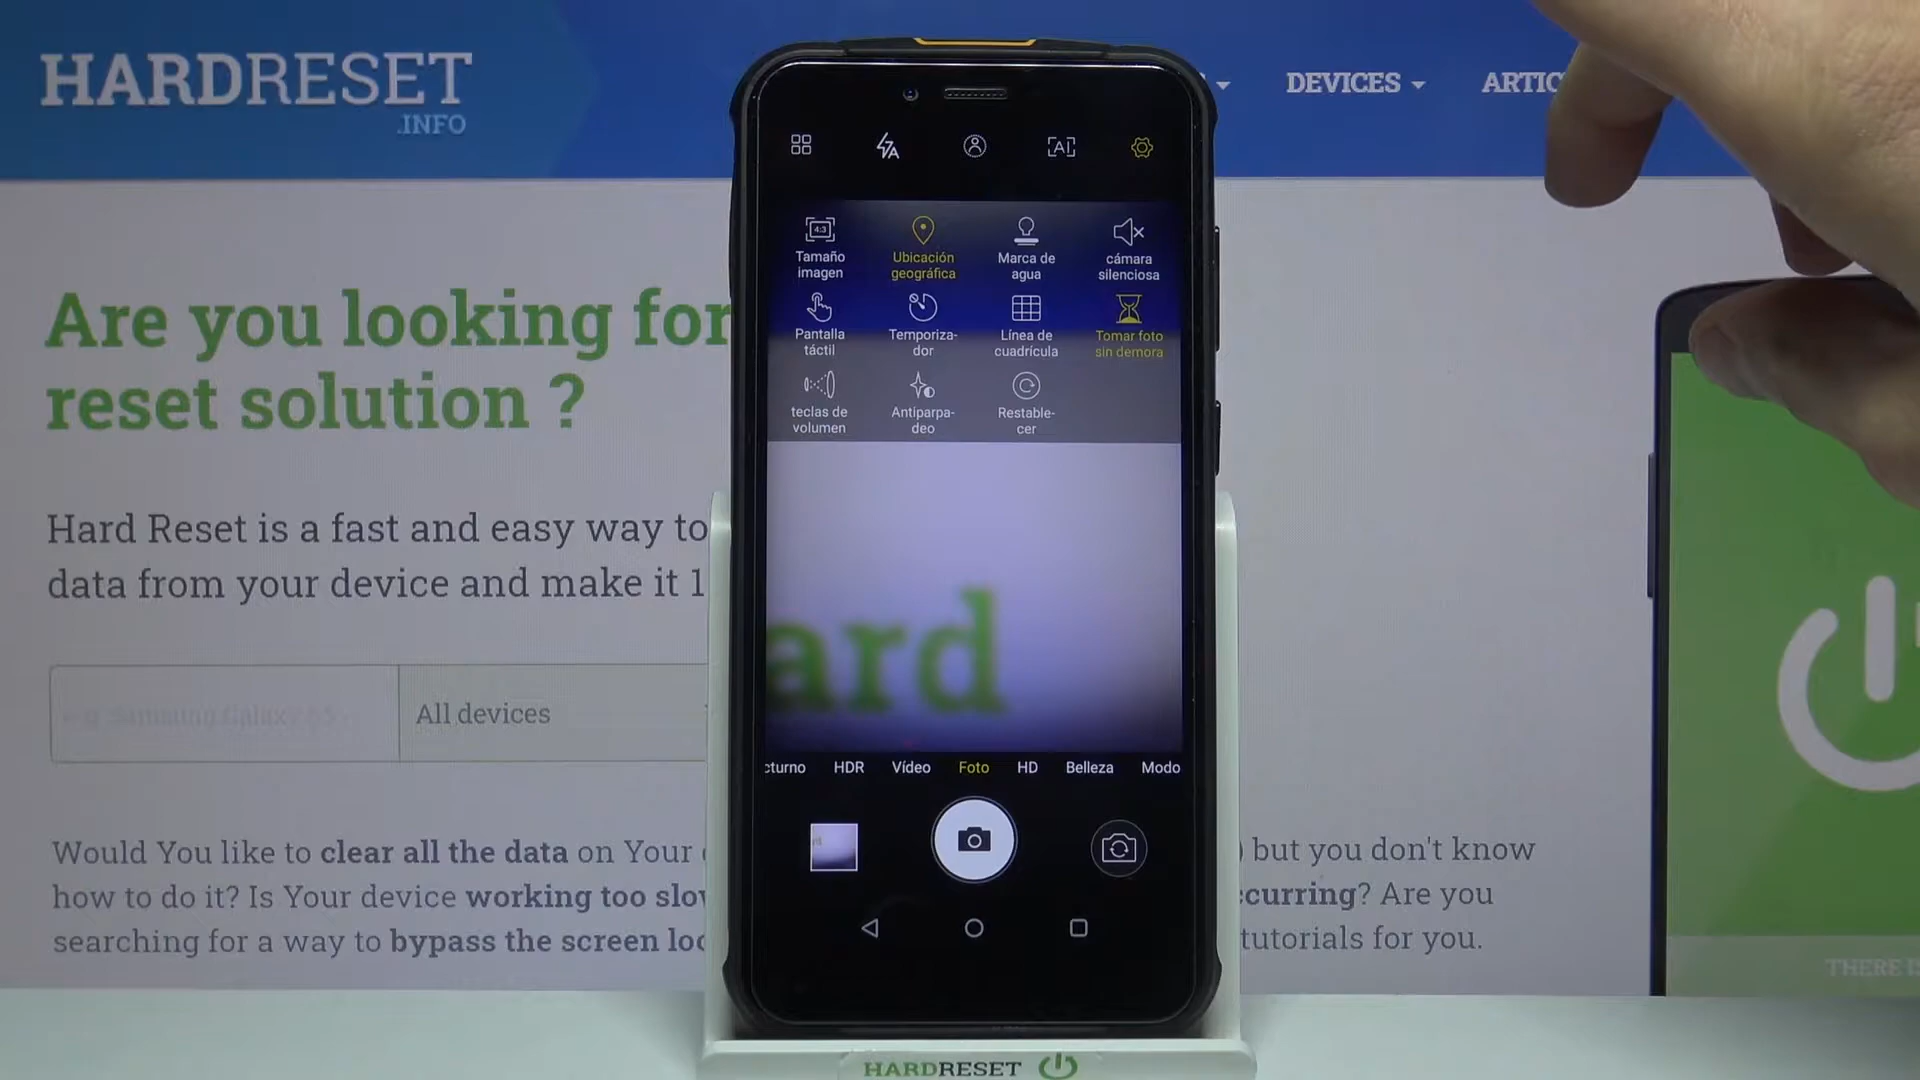 HARDRESET
.INFO
DEVICES
Are you looking for
reset solution ?
Hard Reset is a fast and easy way to
data from your device and make it
All devices
Would You like to clear all the data on Your
but you don't know
how to do it? Is Your device working too
Are you
searching for a way to bypass the screen
tutorials for you.
A
AI
4:3
Tamaño
imagen
Ubicación
geográfica
Marca de
agua
cámara
silenciosa
Pantalla
táctil
Temporiza-
dor
Línea de
cuadrícula
Tomar foto
sin demora
teclas de
volumen
Antiparpa-
deo
Restable-
cer
ard
cturno HDR Vídeo Foto HD Belleza Modo
THERE
HARDRESET